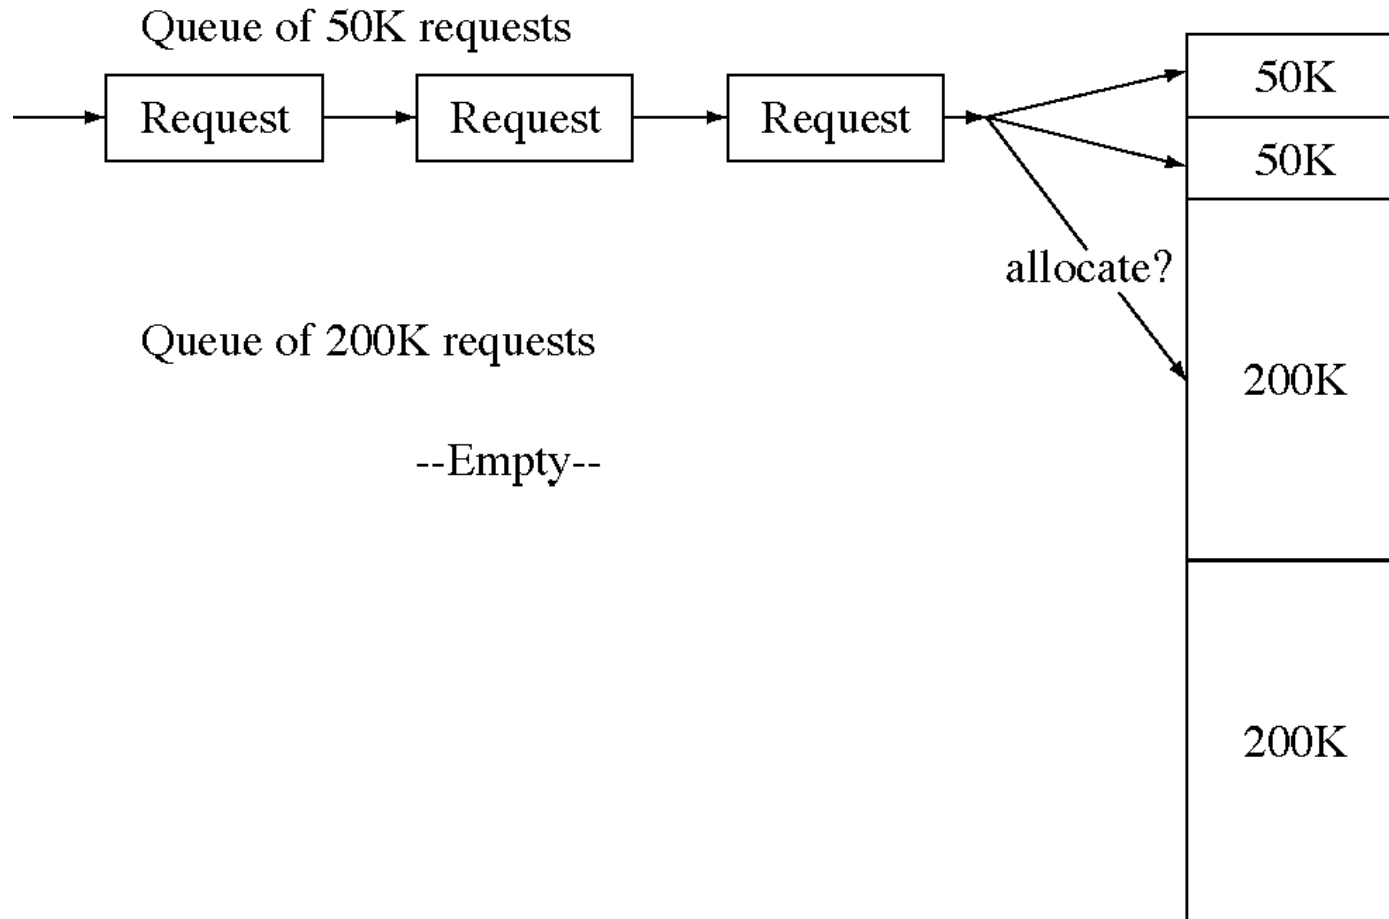 Queue of 50K requests
Request
Request
Request
50K
50K
allocate?
Queue of 200K requests
200K
--Empty--
200K